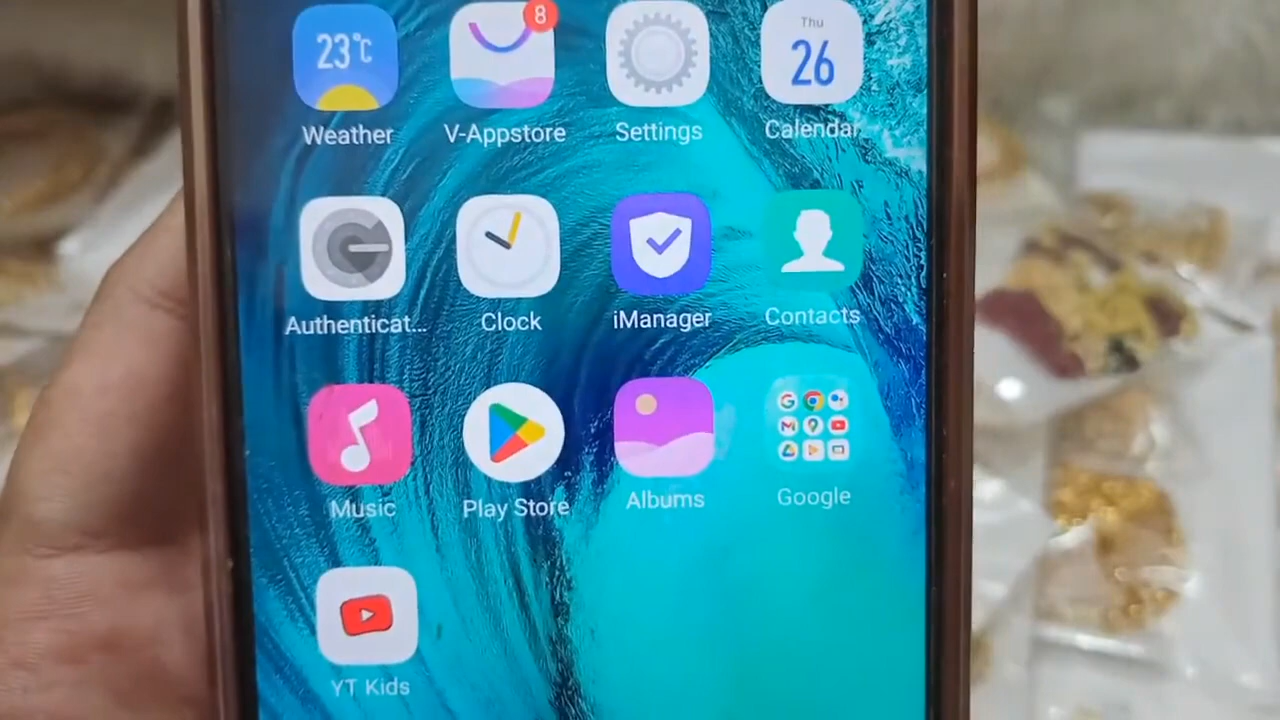 23°C
8
Thu
26
Weather
V-Appstore
Settings
Calendar
Authenticat...
Clock
iManager
Contacts
Music
Play Store
Albums
Google
YT Kids